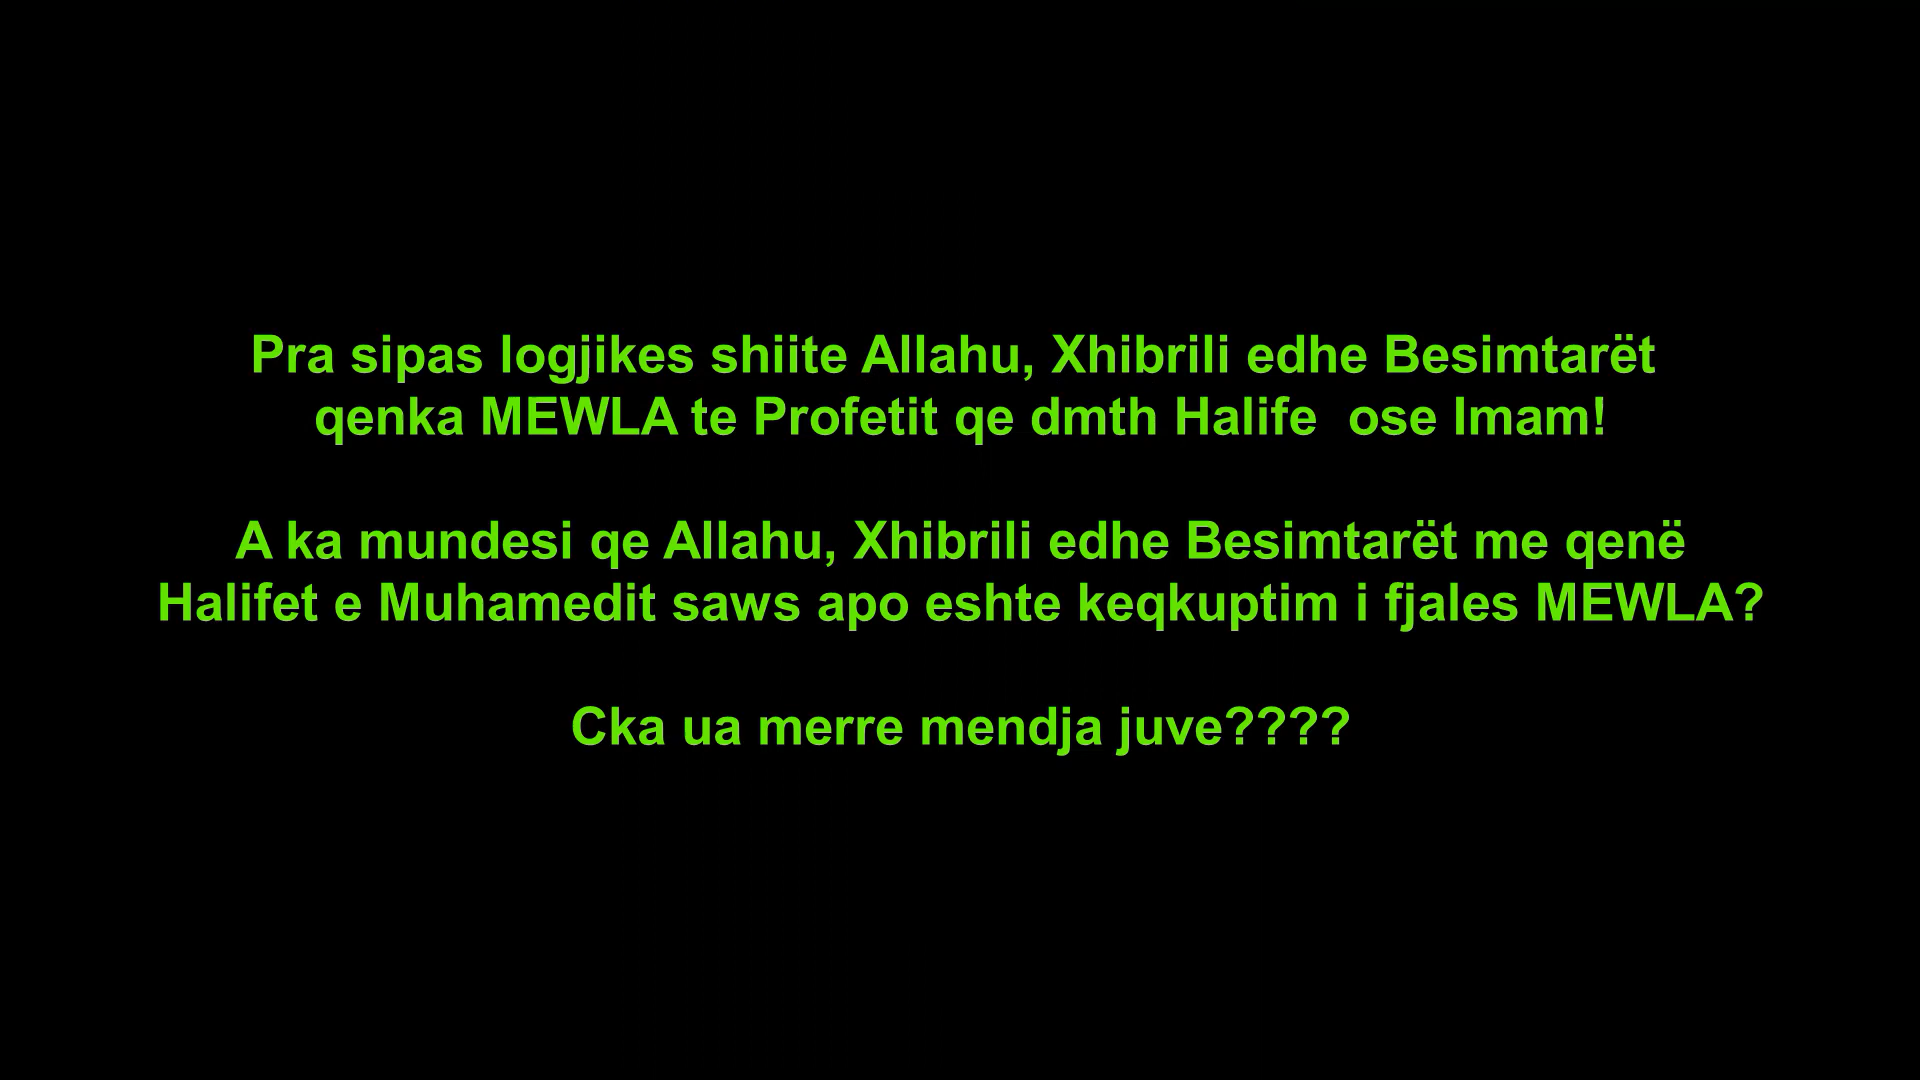 Pra sipas logjikes shiite Allahu, Xhibrili edhe Besimtarët
qenka MEWLA te Profetit qe dmth Halife  ose Imam!
A ka mundesi qe Allahu, Xhibrili edhe Besimtarët me qenë
Halifet e Muhamedit saws apo eshte keqkuptim i fjales MEWLA?
Cka ua merre mendja juve????